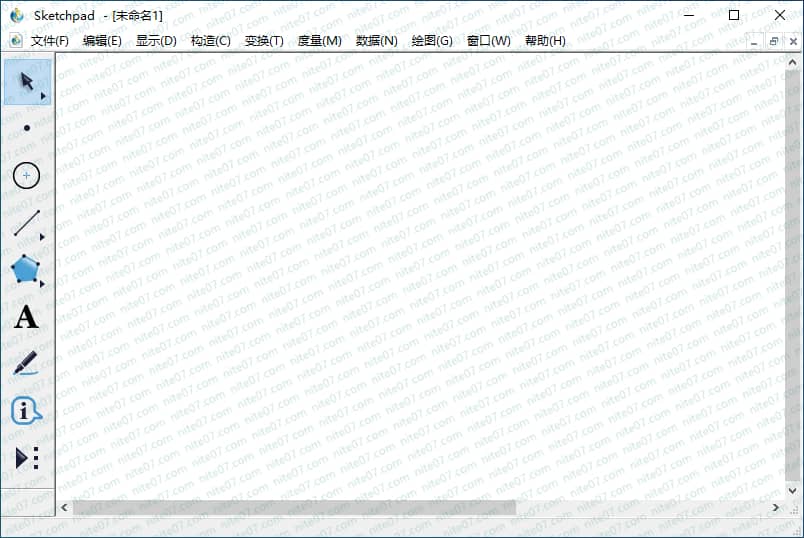 Sketchpad - [未命名1]
文件(F) 编辑(E) 显示(D) 构造(C) 变换(T) 度量(M) 数据(N) 绘图(G) 窗口(W) 帮助(H)
A
nite07.com